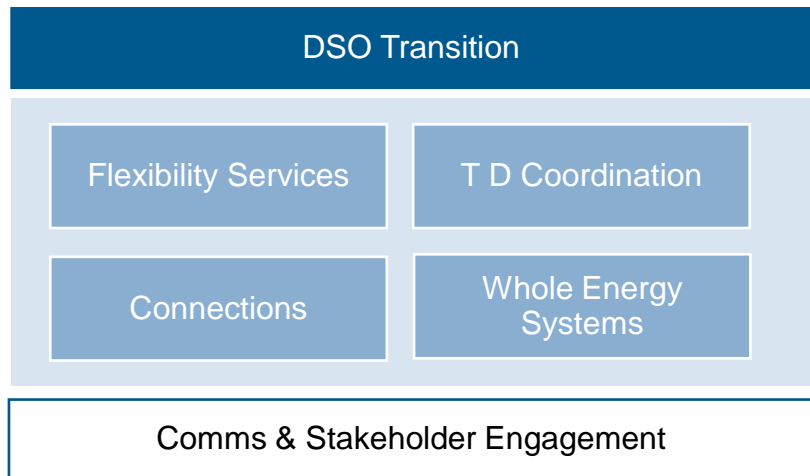 DSO Transition
Flexibility Services
T D Coordination
Connections
Whole Energy
Systems
Comms & Stakeholder Engagement